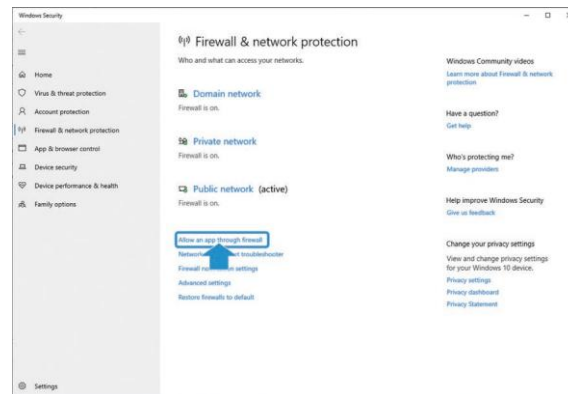 Windows Security
Home
Virus & threat protection
Account protection
Firewall & network protection
App & browser control
Device security
Device performance & health
Family options
Settings
Firewall & network protection
Who and what can access your networks.
Domain network
Firewall is on.
Private network
Firewall is on.
Public network (active)
Firewall is on.
Allow an app through firewall
troubleshooter
Firewall settings
Advanced settings
Restore firewalls to default
Windows Community videos
Learn more about Firewall & network
protection
Have a question?
Get help
Who's protecting me?
Manage providers
Help improve Windows Security
Give us feedback
Change your privacy settings
View and change privacy settings
for your Windows 10 device.
Privacy settings
Privacy dashboard
Privacy Statement